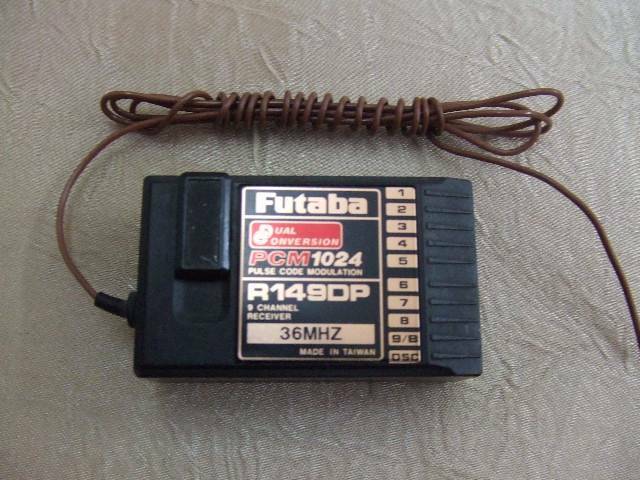 Futaba
DUAL
CONVERSION
PCM1024
PULSE CODE MODULATION
R149DP
9 CHANNEL
RECEIVER
36MHZ
MADE IN TAIWAN
1
2
3
4
5
6
7
8
9/B
DSC